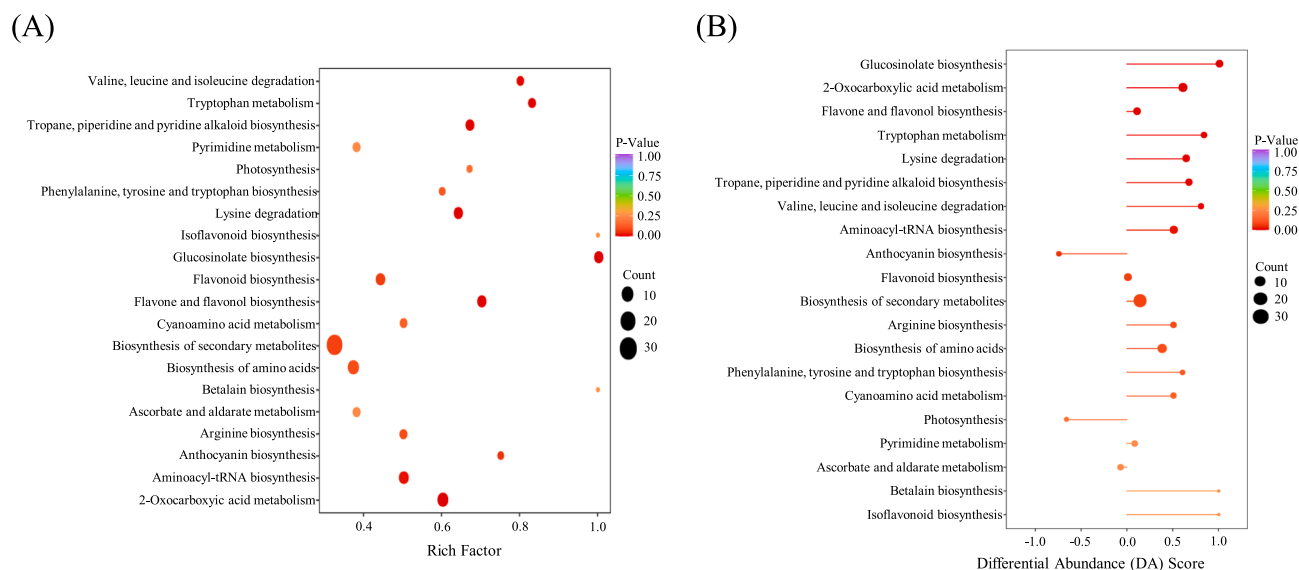 (A)
Valine, leucine and isoleucine degradation
Tryptophan metabolism
Tropane, piperidine and pyridine alkaloid biosynthesis
Pyrimidine metabolism
Photosynthesis
Phenylalanine, tyrosine and tryptophan biosynthesis
Lysine degradation
Isoflavonoid biosynthesis
Glucosinolate biosynthesis
Flavonoid biosynthesis
Flavone and flavonol biosynthesis
Cyanoamino acid metabolism
Biosynthesis of secondary metabolites
Biosynthesis of amino acids
Betalain biosynthesis
Ascorbate and aldarate metabolism
Arginine biosynthesis
Anthocyanin biosynthesis
Aminoacyl-tRNA biosynthesis
2-Oxocarboxyic acid metabolism
0.4 0.6 0.8 1.0
Rich Factor
P-Value
1.00
0.75
0.50
0.25
0.00
Count
10
20
30
(B)
Glucosinolate biosynthesis
2-Oxocarboxylic acid metabolism
Flavone and flavonol biosynthesis
Tryptophan metabolism
Lysine degradation
Tropane, piperidine and pyridine alkaloid biosynthesis
Valine, leucine and isoleucine degradation
Aminoacyl-tRNA biosynthesis
Anthocyanin biosynthesis
Flavonoid biosynthesis
Biosynthesis of secondary metabolites
Arginine biosynthesis
Biosynthesis of amino acids
Phenylalanine, tyrosine and tryptophan biosynthesis
Cyanoamino acid metabolism
Photosynthesis
Pyrimidine metabolism
Ascorbate and aldarate metabolism
Betalain biosynthesis
Isoflavonoid biosynthesis
-1.0 -0.5 0.0 0.5 1.0
Differential Abundance (DA) Score
P-Value
1.00
0.75
0.50
0.25
0.00
Count
10
20
30